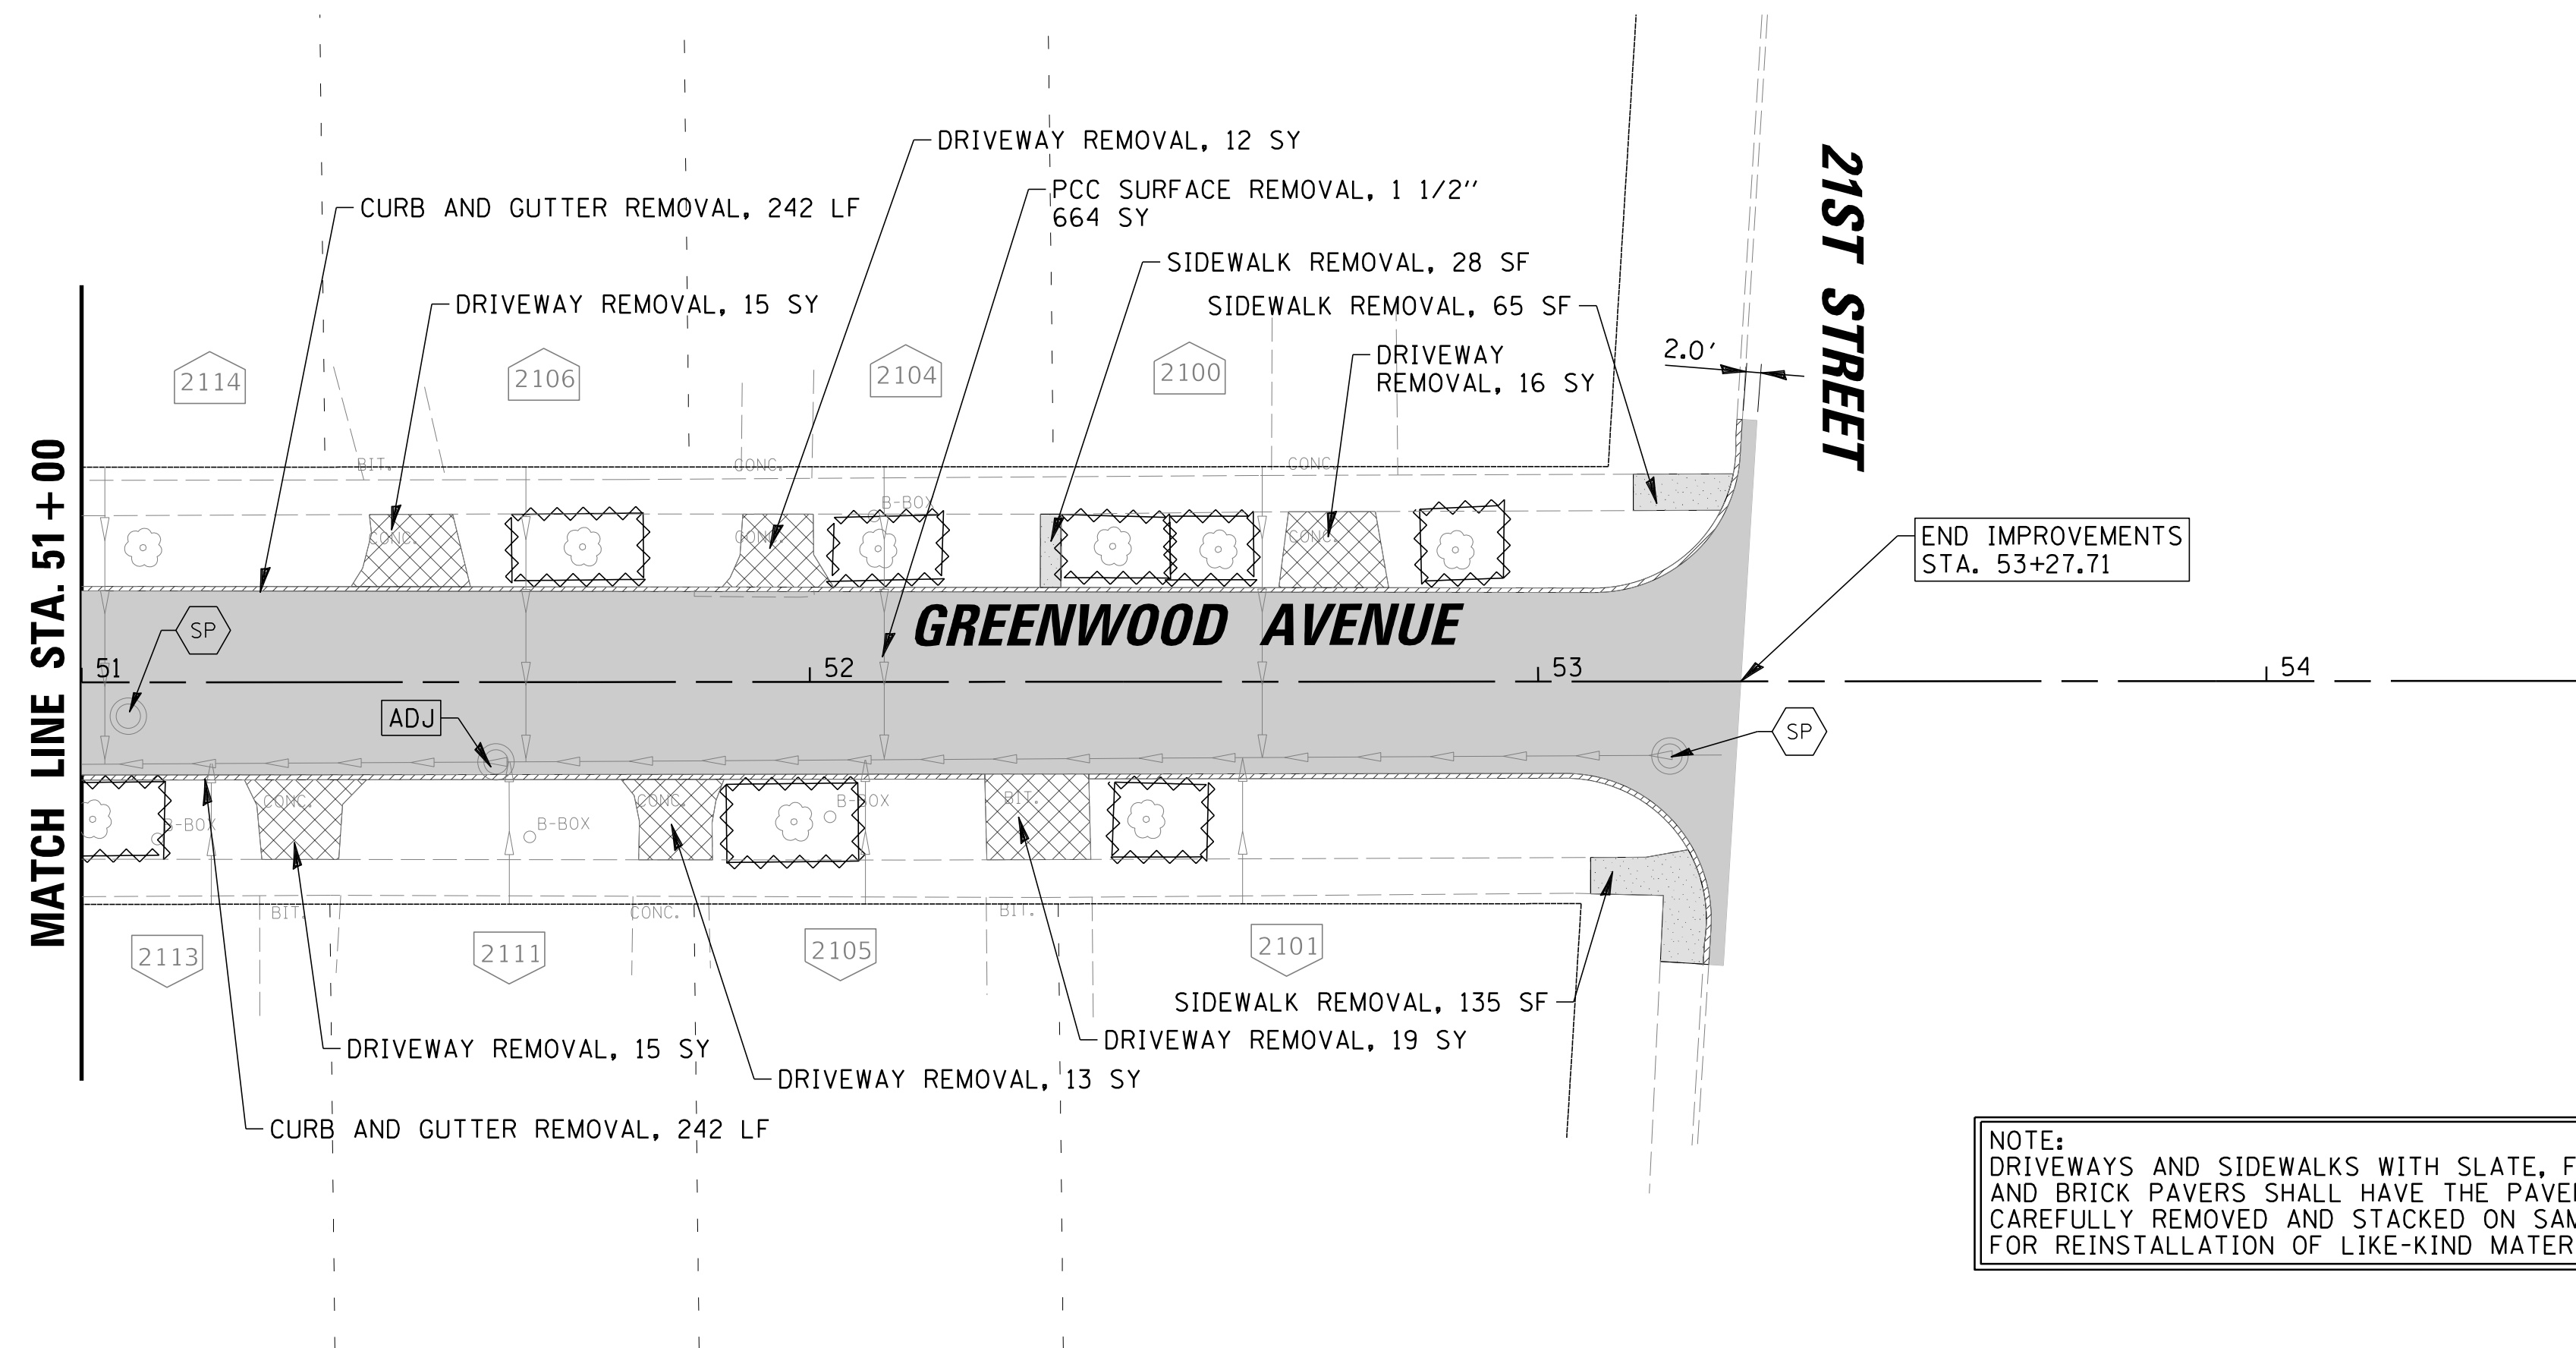 DRIVEWAY REMOVAL, 12 SY
PCC SURFACE REMOVAL, 1 1/2"
664 SY
CURB AND GUTTER REMOVAL, 242 LF
SIDEWALK REMOVAL, 28 SF
DRIVEWAY REMOVAL, 15 SY
SIDEWALK REMOVAL, 65 SF
21ST STREET
2.0'
DRIVEWAY
REMOVAL, 16 SY
2114
2106
2104
2100
BIT.
CONC.
CONC.
B-BOX
CONC.
CONC.
CONC.
END IMPROVEMENTS
STA. 53+27.71
MATCH LINE STA. 51+00
GREENWOOD AVENUE
SP
51
52
53
54
ADJ
SP
CONC.
CONC.
B-BOX
BIT.
B-BOX
B-BOX
BIT.
CONC.
BIT.
2113
2111
2105
2101
SIDEWALK REMOVAL, 135 SF
DRIVEWAY REMOVAL, 15 SY
DRIVEWAY REMOVAL, 19 SY
DRIVEWAY REMOVAL, 13 SY
CURB AND GUTTER REMOVAL, 242 LF
NOTE:
DRIVEWAYS AND SIDEWALKS WITH SLATE,
AND BRICK PAVERS SHALL HAVE THE
CAREFULLY REMOVED AND STACKED ON
FOR REINSTALLATION OF LIKE-KIND